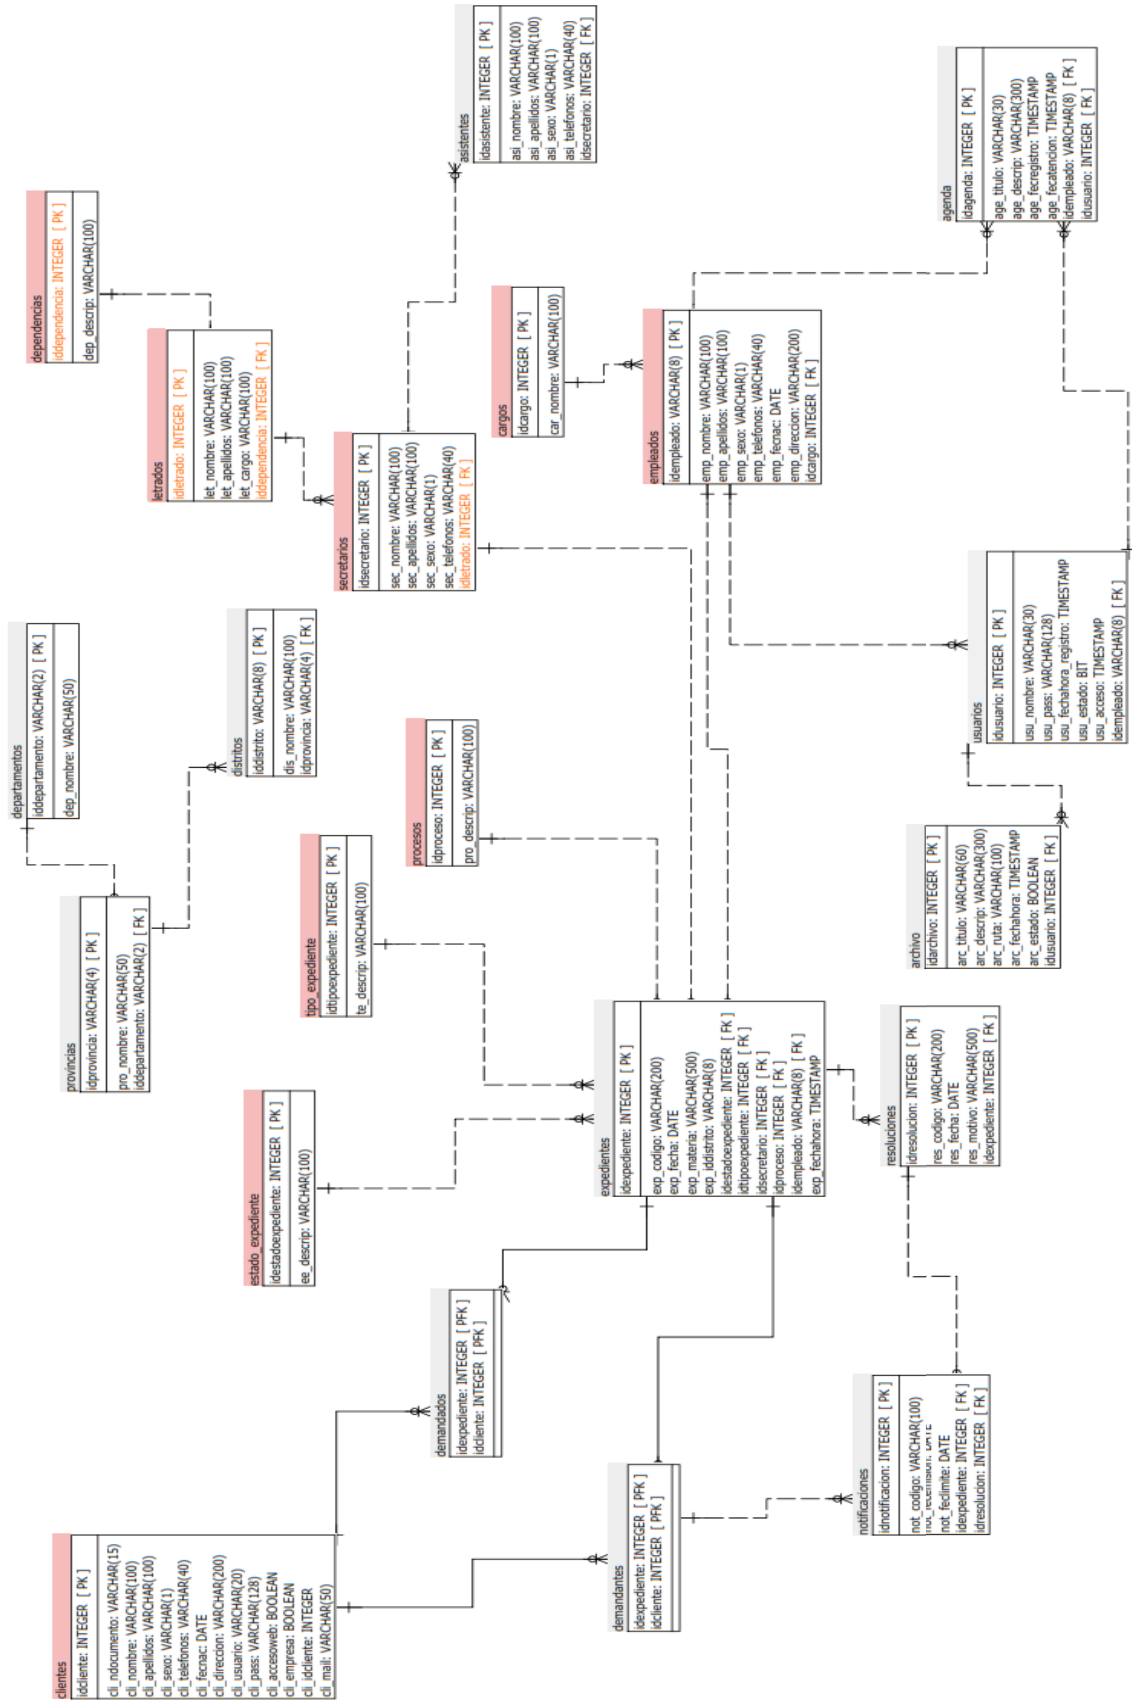 clientes
idcliente: INTEGER [ PK ]
cli_ndocumento: VARCHAR(15)
cli_nombre: VARCHAR(100)
cli_apellidos: VARCHAR(100)
cli_sexo: VARCHAR(1)
cli_telefonos: VARCHAR(40)
cli_fecnac: DATE
cli_direccion: VARCHAR(200)
cli_usuario: VARCHAR(20)
cli_pass: VARCHAR(128)
cli_accesoweb: BOOLEAN
cli_empresa: BOOLEAN
cli_idcliente: INTEGER
cli_mail: VARCHAR(50)
demandados
idexpediente: INTEGER [ PFK ]
idcliente: INTEGER [ PFK ]
demandantes
idexpediente: INTEGER [ PFK ]
idcliente: INTEGER [ PFK ]
notificaciones
idnotificacion: INTEGER [ PK ]
not_codigo: VARCHAR(100)
not_fecemision: DATE
not_feclimite: DATE
idexpediente: INTEGER [ FK ]
idresolucion: INTEGER [ FK ]
estado_expediente
idestadoexpediente: INTEGER [ PK ]
ee_descrip: VARCHAR(100)
expedientes
idexpediente: INTEGER [ PK ]
exp_codigo: VARCHAR(200)
exp_fecha: DATE
exp_materia: VARCHAR(500)
exp_iddistrito: VARCHAR(8)
idestadoexpediente: INTEGER [ FK ]
idtipoexpediente: INTEGER [ FK ]
idsecretario: INTEGER [ FK ]
idproceso: INTEGER [ FK ]
idempleado: VARCHAR(8) [ FK ]
exp_fechahora: TIMESTAMP
resoluciones
idresolucion: INTEGER [ PK ]
res_codigo: VARCHAR(200)
res_fecha: DATE
res_motivo: VARCHAR(500)
idexpediente: INTEGER [ FK ]
provincias
idprovincia: VARCHAR(4) [ PK ]
pro_nombre: VARCHAR(50)
iddepartamento: VARCHAR(2) [ FK ]
tipo_expediente
idtipoexpediente: INTEGER [ PK ]
te_descrip: VARCHAR(100)
procesos
idproceso: INTEGER [ PK ]
pro_descrip: VARCHAR(100)
archivo
idarchivo: INTEGER [ PK ]
arc_titulo: VARCHAR(60)
arc_descrip: VARCHAR(300)
arc_ruta: VARCHAR(100)
arc_fechahora: TIMESTAMP
arc_estado: BOOLEAN
idusuario: INTEGER [ FK ]
departamentos
iddepartamento: VARCHAR(2) [ PK ]
dep_nombre: VARCHAR(50)
distritos
iddistrito: VARCHAR(8) [ PK ]
dis_nombre: VARCHAR(100)
idprovincia: VARCHAR(4) [ FK ]
usuarios
idusuario: INTEGER [ PK ]
usu_nombre: VARCHAR(30)
usu_pass: VARCHAR(128)
usu_fechahora_registro: TIMESTAMP
usu_estado: BIT
usu_acceso: TIMESTAMP
idempleado: VARCHAR(8) [ FK ]
secretarios
idsecretario: INTEGER [ PK ]
sec_nombre: VARCHAR(100)
sec_apellidos: VARCHAR(100)
sec_sexo: VARCHAR(1)
sec_telefonos: VARCHAR(40)
idletrado: INTEGER [ FK ]
letrados
idletrado: INTEGER [ PK ]
let_nombre: VARCHAR(100)
let_apellidos: VARCHAR(100)
let_cargo: VARCHAR(100)
iddependencia: INTEGER [ FK ]
cargos
idcargo: INTEGER [ PK ]
car_nombre: VARCHAR(100)
empleados
idempleado: VARCHAR(8) [ PK ]
emp_nombre: VARCHAR(100)
emp_apellidos: VARCHAR(100)
emp_sexo: VARCHAR(1)
emp_telefonos: VARCHAR(40)
emp_fecnac: DATE
emp_direccion: VARCHAR(200)
idcargo: INTEGER [ FK ]
dependencias
iddependencia: INTEGER [ PK ]
dep_descrip: VARCHAR(100)
asistentes
idasistente: INTEGER [ PK ]
asi_nombre: VARCHAR(100)
asi_apellidos: VARCHAR(100)
asi_sexo: VARCHAR(1)
asi_telefonos: VARCHAR(40)
idsecretario: INTEGER [ FK ]
agenda
idagenda: INTEGER [ PK ]
age_titulo: VARCHAR(30)
age_descrip: VARCHAR(300)
age_fecregistro: TIMESTAMP
age_fecatencion: TIMESTAMP
idempleado: VARCHAR(8) [ FK ]
idusuario: INTEGER [ FK ]